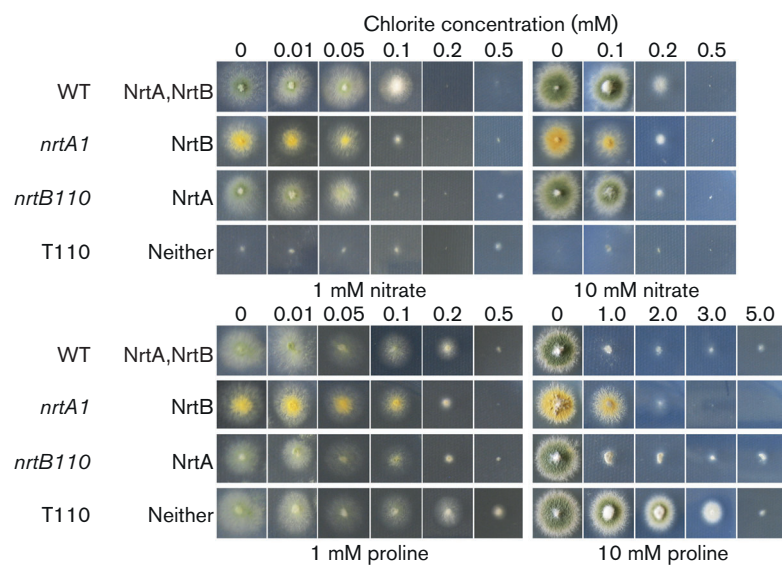 Chlorite concentration (mM)
0 0.01 0.05 0.1 0.2 0.5 0 0.1 0.2 0.5
WT NrtA,NrtB
nrtA1 NrtB
nrtB110 NrtA
T110 Neither
1 mM nitrate 10 mM nitrate
0 0.01 0.05 0.1 0.2 0.5 0 1.0 2.0 3.0 5.0
WT NrtA,NrtB
nrtA1 NrtB
nrtB110 NrtA
T110 Neither
1 mM proline 10 mM proline